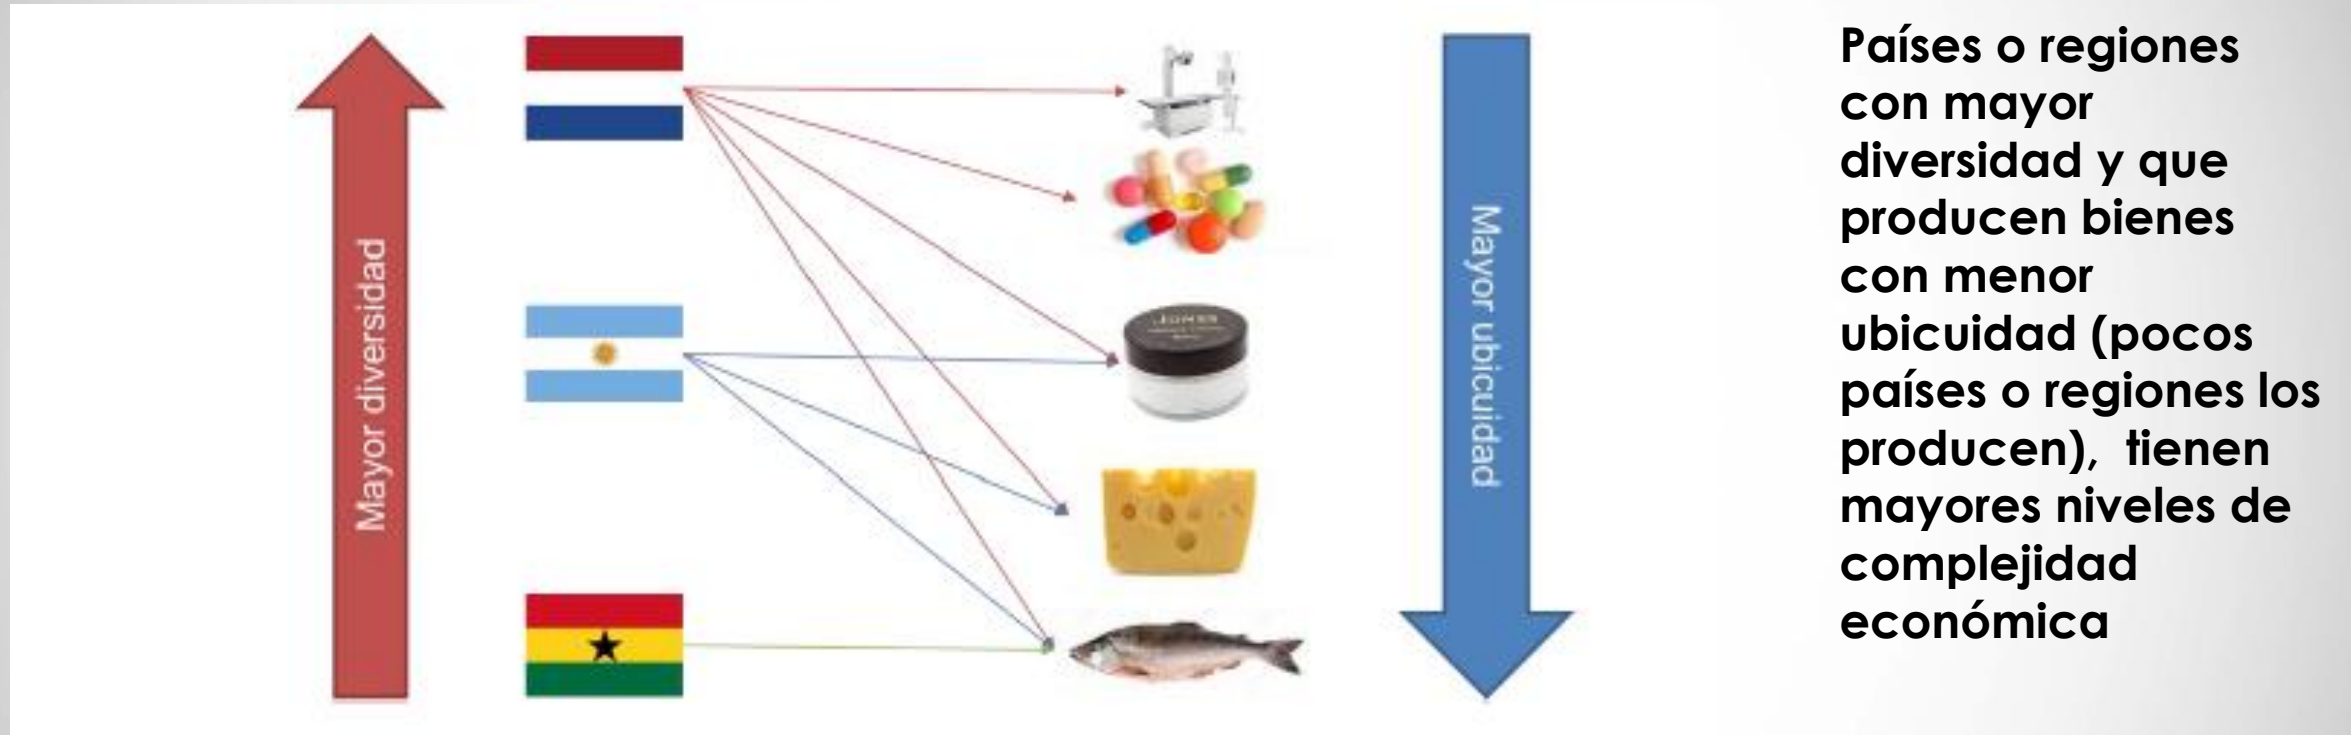 Mayor diversidad
JONES
Mayor ubicuidad
Países o regiones
con mayor
diversidad y que
producen bienes
con menor
ubicuidad (pocos
países o regiones los
producen),  tienen
mayores niveles de
complejidad
económica